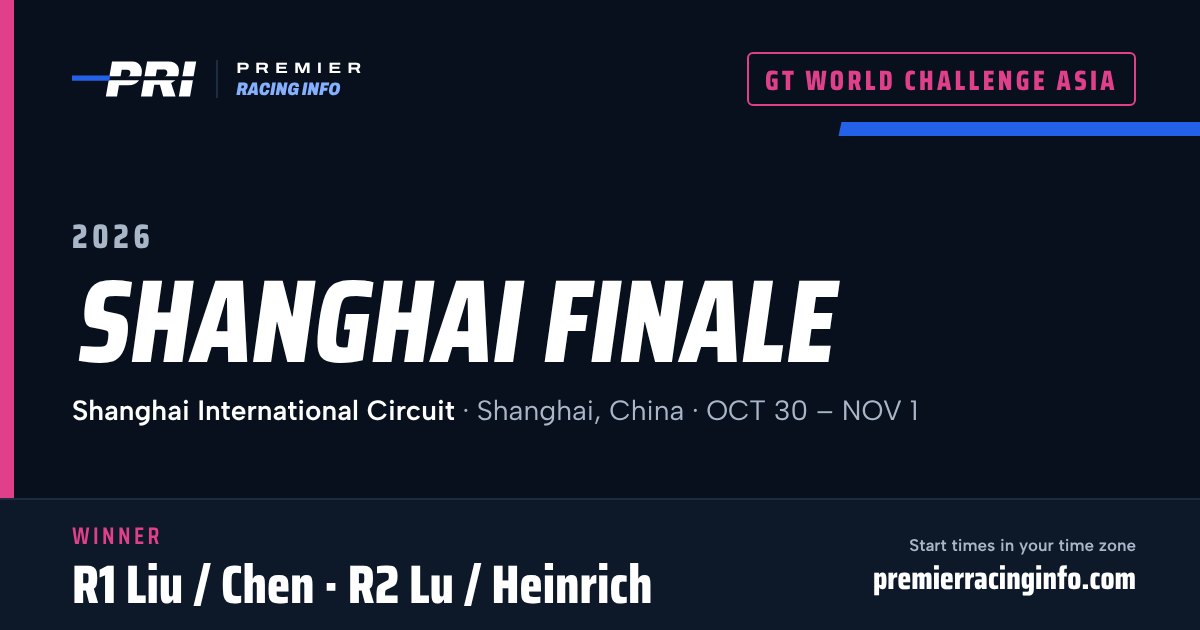 PRI
PREMIER
RACING INFO
GT WORLD CHALLENGE ASIA
2026
SHANGHAI FINALE
Shanghai International Circuit · Shanghai, China · OCT 30 – NOV 1
WINNER
R1 Liu / Chen · R2 Lu / Heinrich
Start times in your time zone
premierracinginfo.com